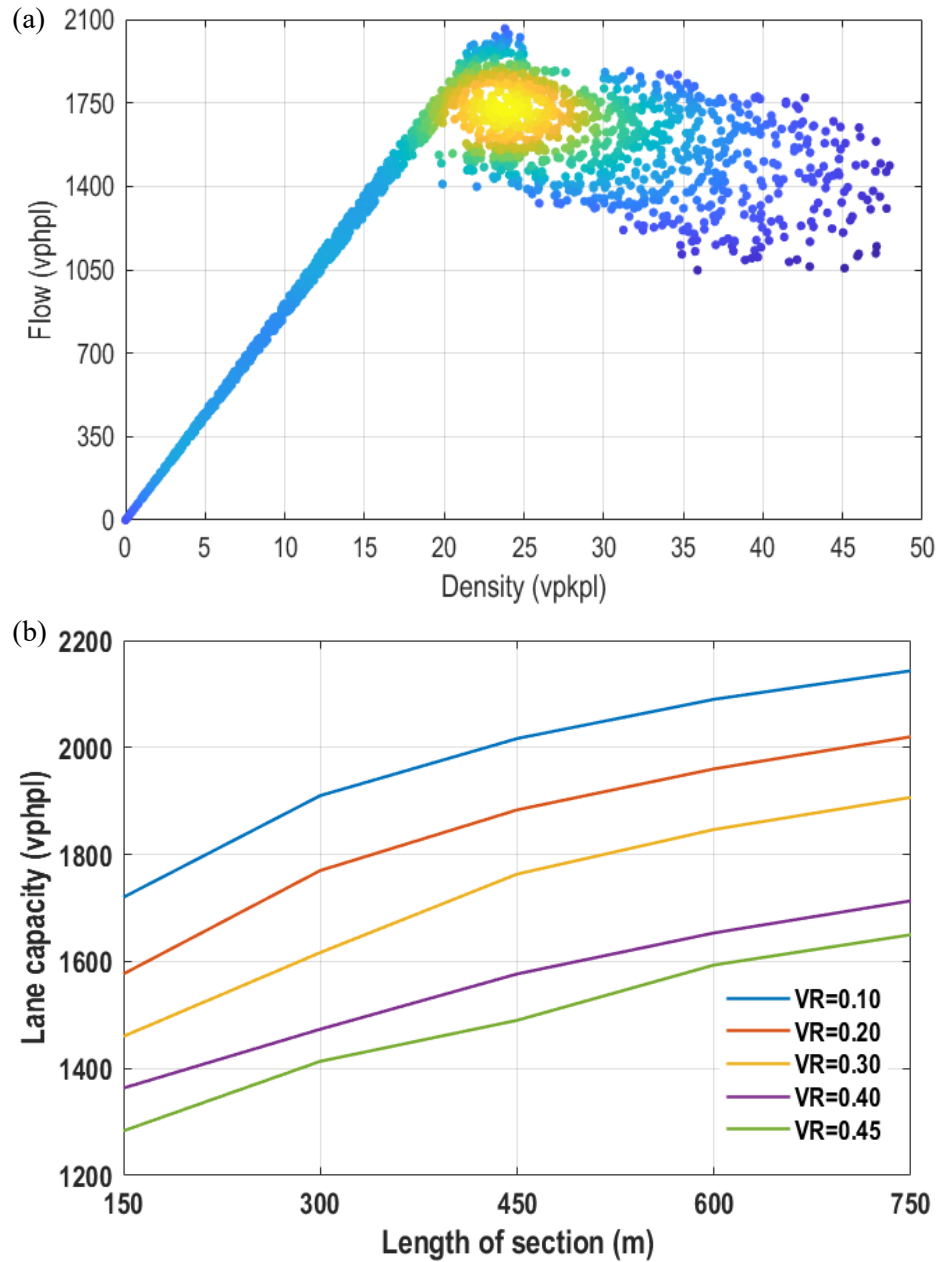 (a)
2100
1750
1400
1050
700
350
0
Flow (vphpl)
0 5 10 15 20 25 30 35 40 45 50
Density (vpkpl)
(b)
2200
2000
1800
1600
1400
1200
Lane capacity (vphpl)
VR=0.10
VR=0.20
VR=0.30
VR=0.40
VR=0.45
150 300 450 600 750
Length of section (m)